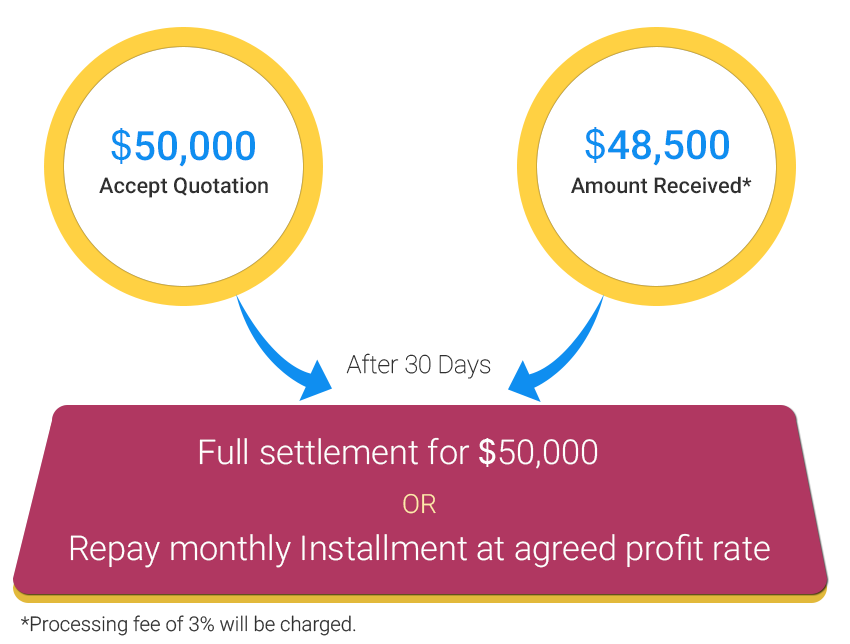 $50,000
Accept Quotation
$48,500
Amount Received*
After 30 Days
Full settlement for $50,000
OR
Repay monthly Installment at agreed profit rate
*Processing fee of 3% will be charged.